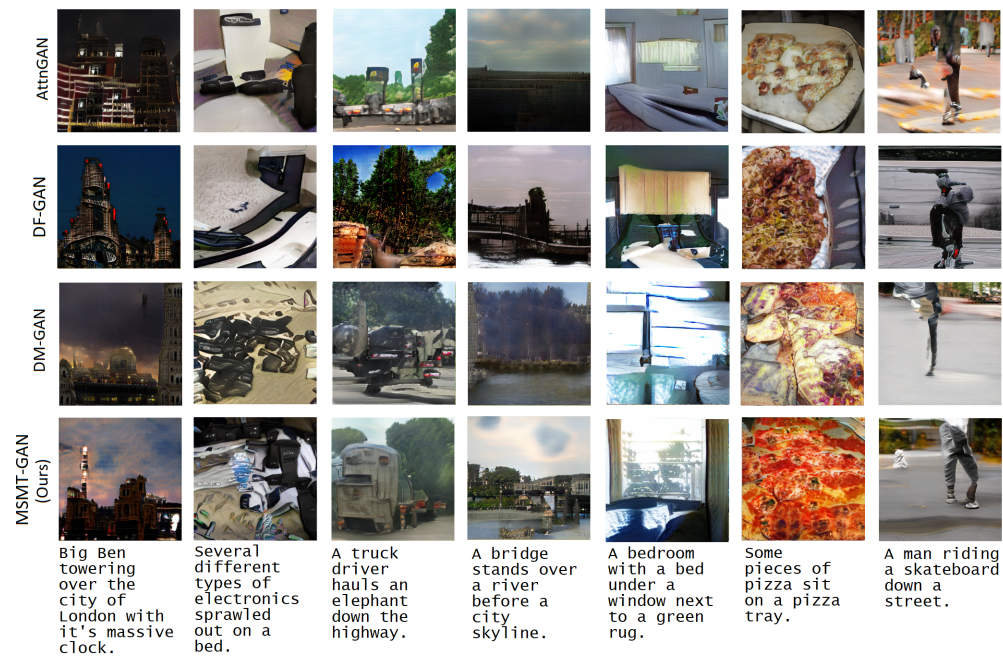 AttnGAN
DF-GAN
DM-GAN
MSMT-GAN
(Ours)
Big Ben
towering
over the
city of
London with
it's massive
clock.
Several
different
types of
electronics
sprawled
out on a
bed.
A truck
driver
hauls an
elephant
down the
highway.
A bridge
stands over
a river
before a
city
skyline.
A bedroom
with a bed
under a
window next
to a green
rug.
Some
pieces of
pizza sit
on a pizza
tray.
A man riding
a skateboard
down a
street.